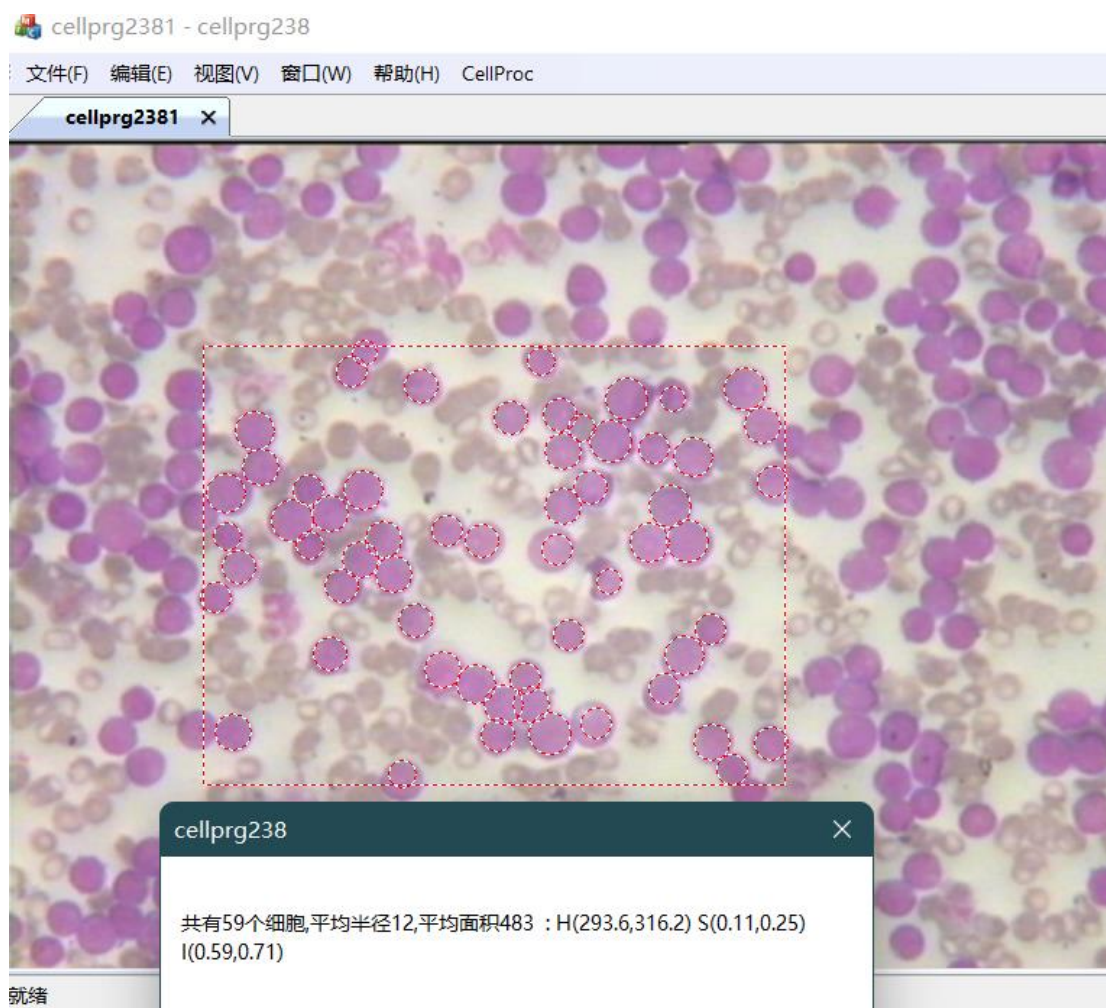 cellprg2381 - cellprg238
文件(F) 编辑(E) 视图(V) 窗口(W) 帮助(H) CellProc
cellprg2381
cellprg238
共有59个细胞,平均半径12,平均面积483 : H(293.6,316.2) S(0.11,0.25)
I(0.59,0.71)
就绪